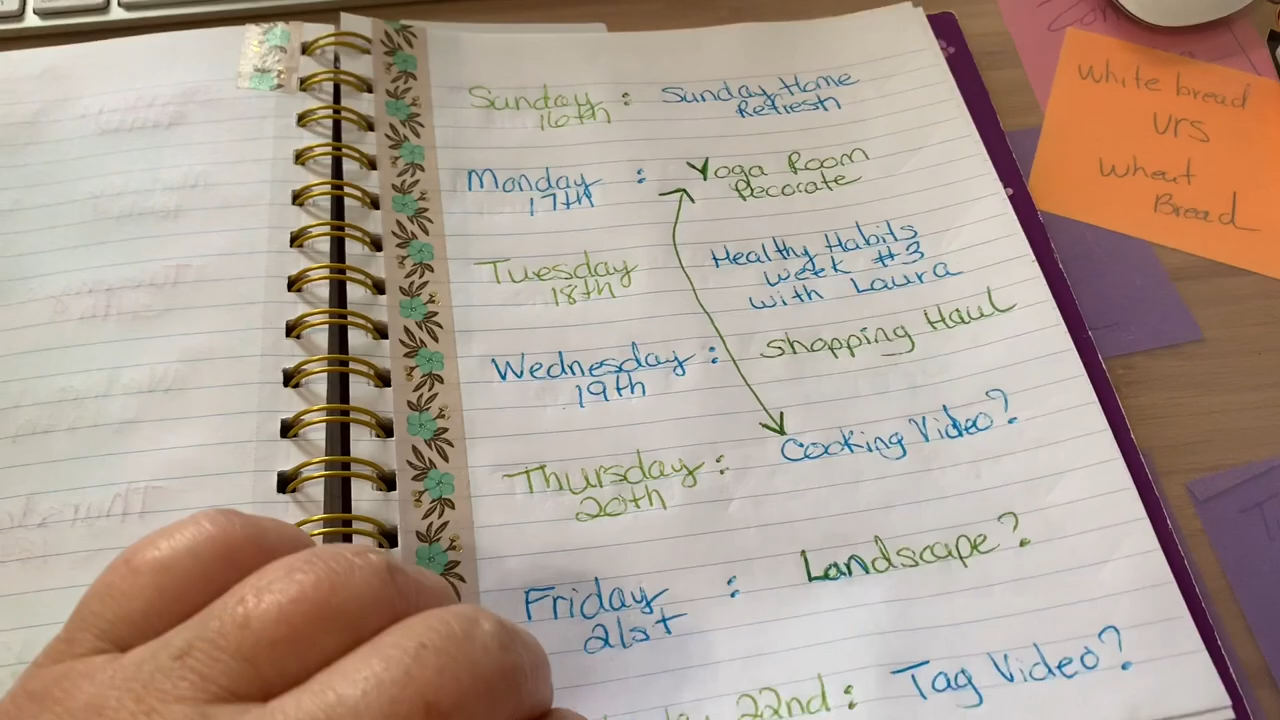 Sunday : Sunday Home
16th Refresh
Monday : Yoga Room
17th Decorate
Tuesday Healthy Habits
18th Week #3
with Laura
Wednesday : Shopping Haul
19th
Thursday : Cooking Video?
20th
Friday : Landscape?
21st
22nd: Tag Video?
white bread
vrs
wheat
Bread